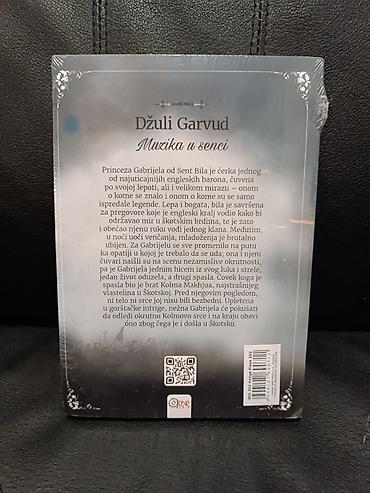 Džuli Garvud
Muzika u senci
Princeza Gabrijela od Sent Bila je ćerka jednog
od najuticajnijih engleskih barona, čuvena
po svojoj lepoti, ali i velikom mirazu – onom
o kome se znalo i onom o kome su se samo
ispredale legende. Lepa i bogata, bila je savršena
za pregovore koje je engleski kralj vodio kako bi
održavao mir u škotskim brdima, te je zato
i obećao njenu ruku vođi jednog klana. Međutim,
u noći uoči venčanja, mladoženja je brutalno
ubijen. Za Gabrijelu se sve promenilo na putu
ka opatiji u kojoj je trebalo da se uda; ona i njeni
čuvari naišli su na scenu nezamislive okrutnosti,
pa je Gabrijela jednim hicem iz svog luka i strele,
jedan život oduzela, a drugi spasla. Čovek koga je
spasla bio je brat Kolma Makhjua, najstrašnijeg
vlastelina u Škotskoj. Pred njegovim pogledom,
ni telo ni srce joj nisu bili bezbedni. Upletena
u gorštačke intrige, nežna Gabrijela će pokušati
da odledi okrutno Kolmovo srce i na kraju obavi
ono zbog čega je i došla u Škotsku.